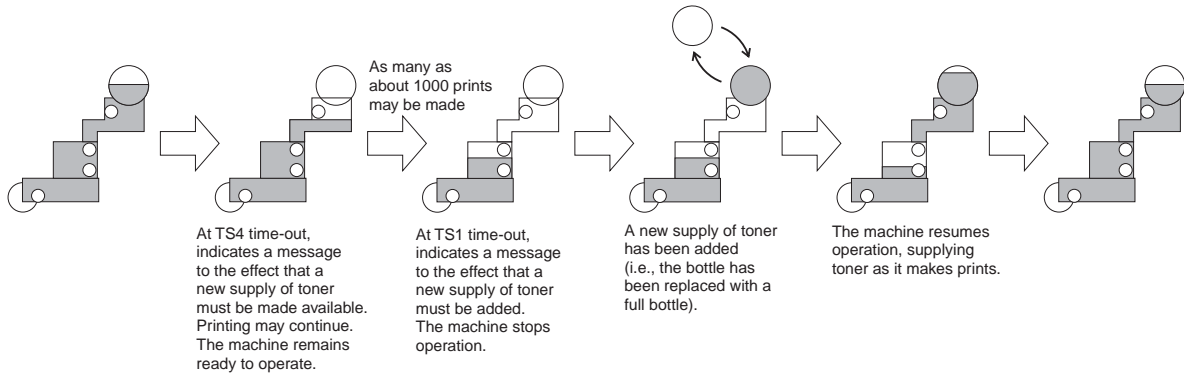 As many as
about 1000 prints
may be made
At TS4 time-out,
indicates a message
to the effect that a
new supply of toner
must be made available.
Printing may continue.
The machine remains
ready to operate.
At TS1 time-out,
indicates a message
to the effect that a
new supply of toner
must be added.
The machine stops
operation.
A new supply of toner
has been added
(i.e., the bottle has
been replaced with a
full bottle).
The machine resumes
operation, supplying
toner as it makes prints.